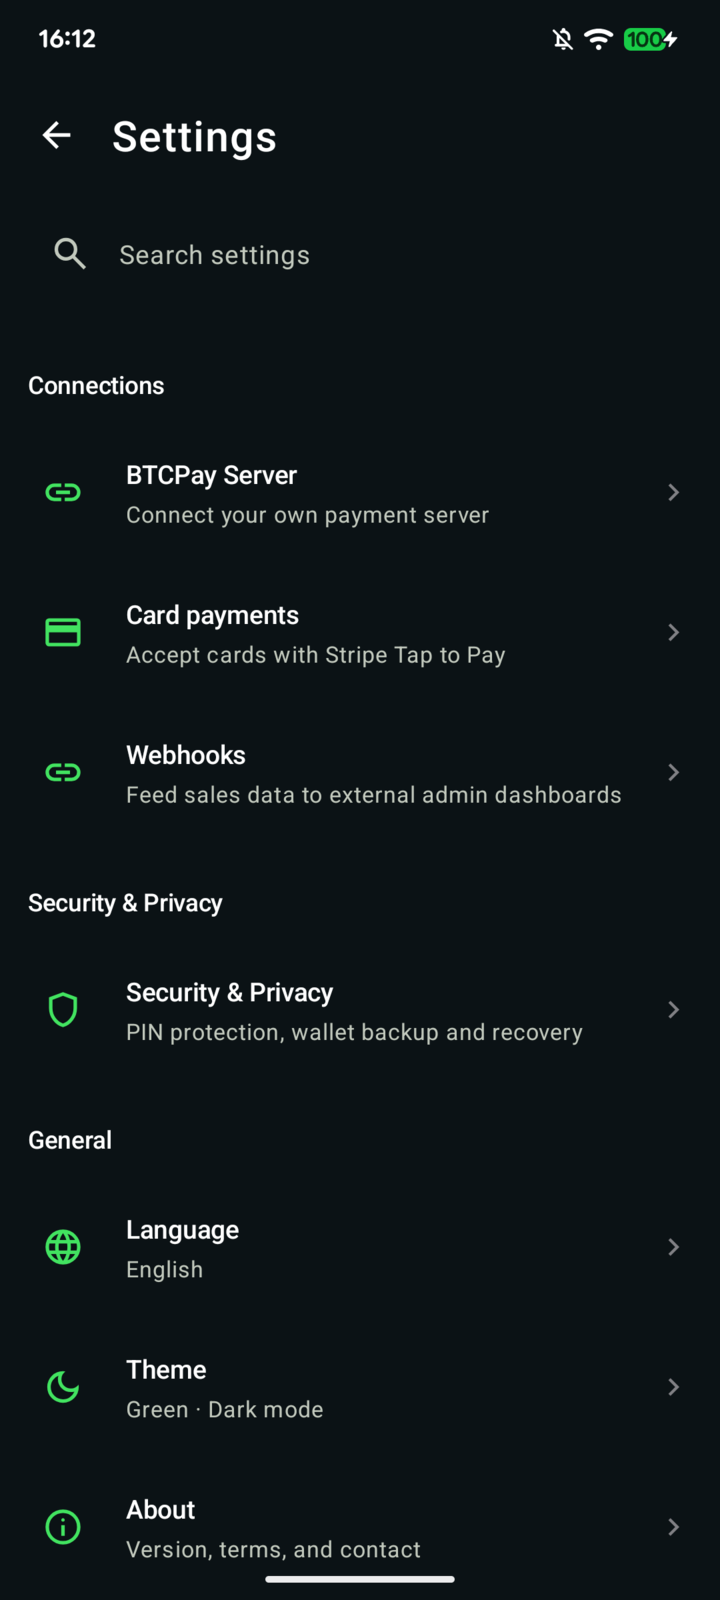 16:12
100
Settings
Search settings
Connections
BTCPay Server
Connect your own payment server
Card payments
Accept cards with Stripe Tap to Pay
Webhooks
Feed sales data to external admin dashboards
Security & Privacy
Security & Privacy
PIN protection, wallet backup and recovery
General
Language
English
Theme
Green · Dark mode
About
Version, terms, and contact